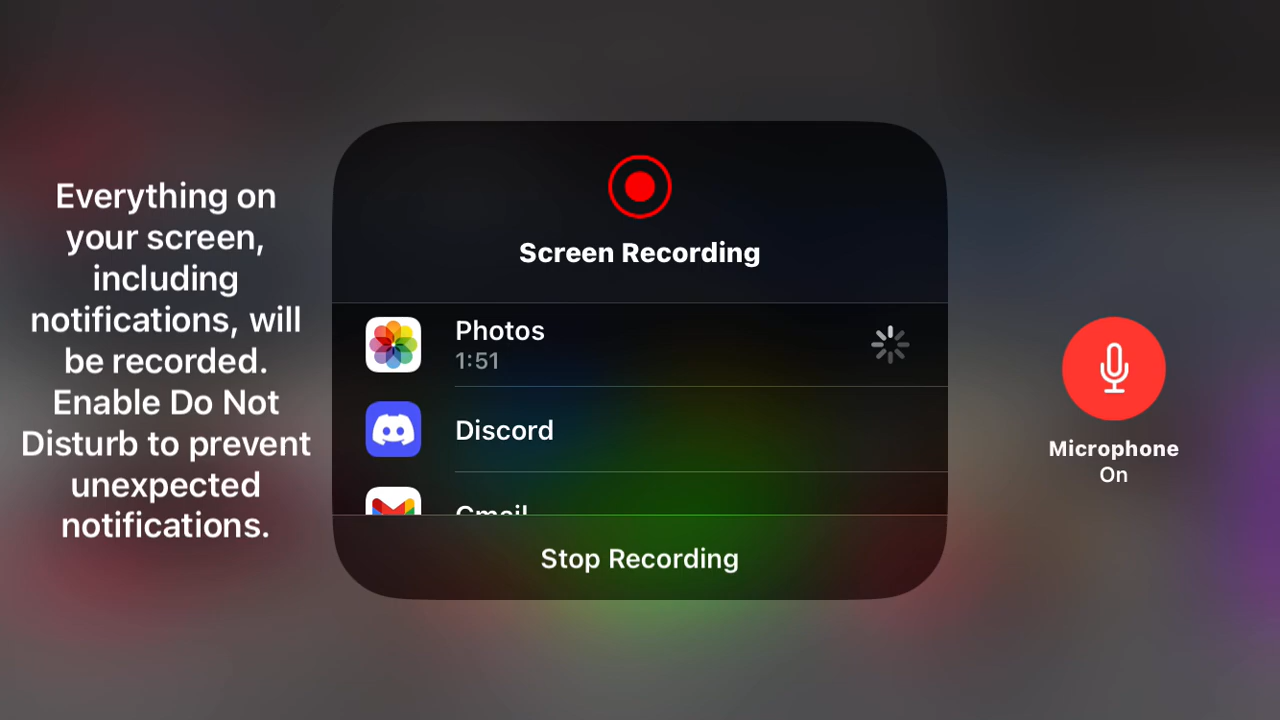 Everything on
your screen,
including
notifications, will
be recorded.
Enable Do Not
Disturb to prevent
unexpected
notifications.
Screen Recording
Photos
1:51
Discord
Gmail
Stop Recording
Microphone
On